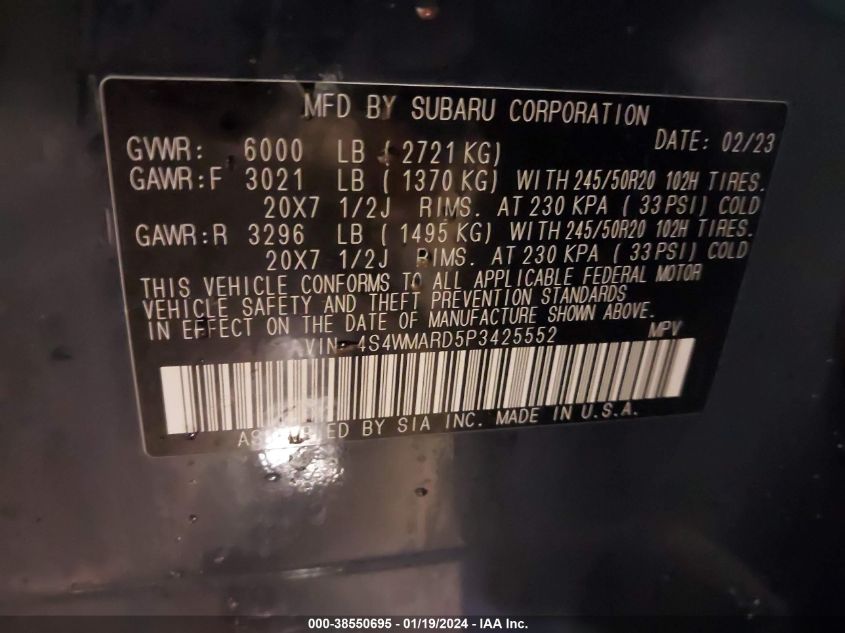 MFD BY SUBARU CORPORATION
DATE: 02/23
GVWR: 6000 LB ( 2721 KG)
GAWR:F 3021 LB ( 1370 KG) WITH 245/50R20 102H TIRES.
20X7 1/2J RIMS. AT 230 KPA ( 33 PSI) COLD
GAWR:R 3296 LB ( 1495 KG) WITH 245/50R20 102H TIRES.
20X7 1/2J RIMS. AT 230 KPA ( 33 PSI) COLD
THIS VEHICLE CONFORMS TO ALL APPLICABLE FEDERAL MOTOR
VEHICLE SAFETY AND THEFT PREVENTION STANDARDS
IN EFFECT ON THE DATE OF MANUFACTURE SHOWN ABOVE.
VIN: 4S4WMARD5P3425552 MPV
BY SIA INC. MADE IN U.S.A.
000-38550695 - 01/19/2024 - IAA Inc.